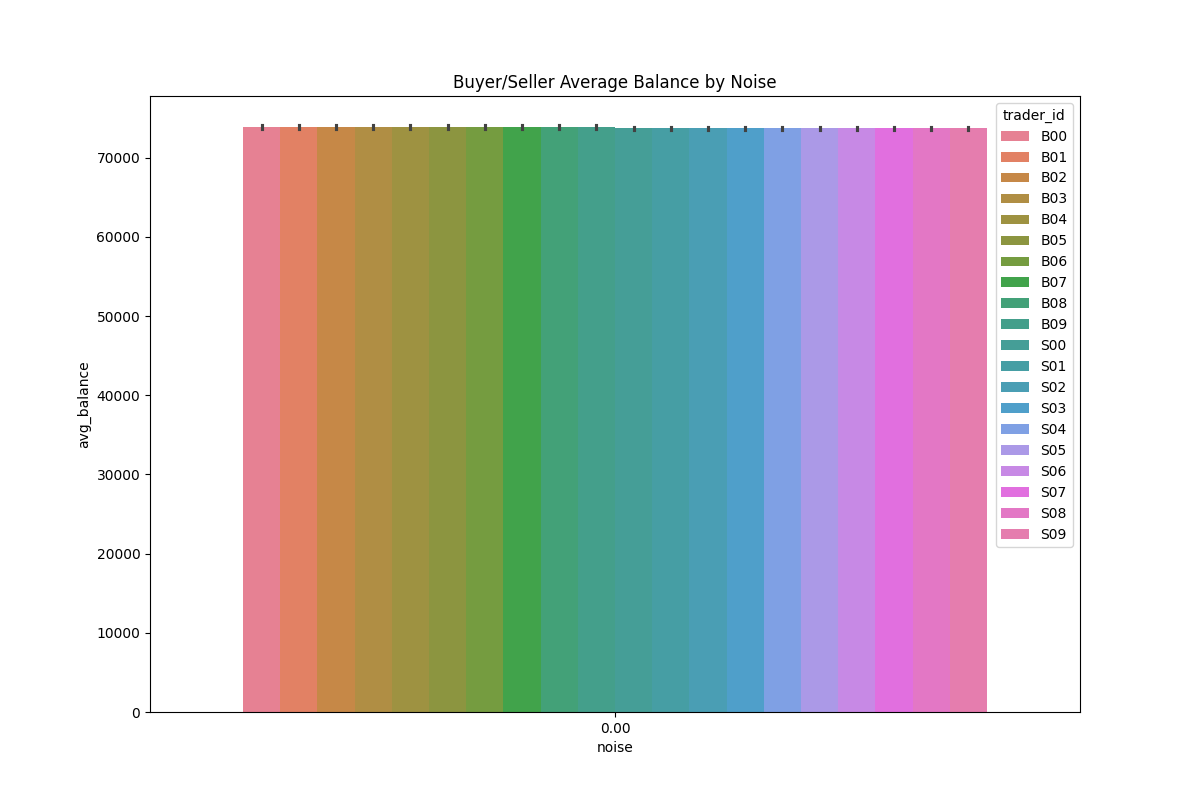 Buyer/Seller Average Balance by Noise
trader_id
B00
B01
B02
B03
B04
B05
B06
B07
B08
B09
S00
S01
S02
S03
S04
S05
S06
S07
S08
S09
avg_balance
70000
60000
50000
40000
30000
20000
10000
0
0.00
noise